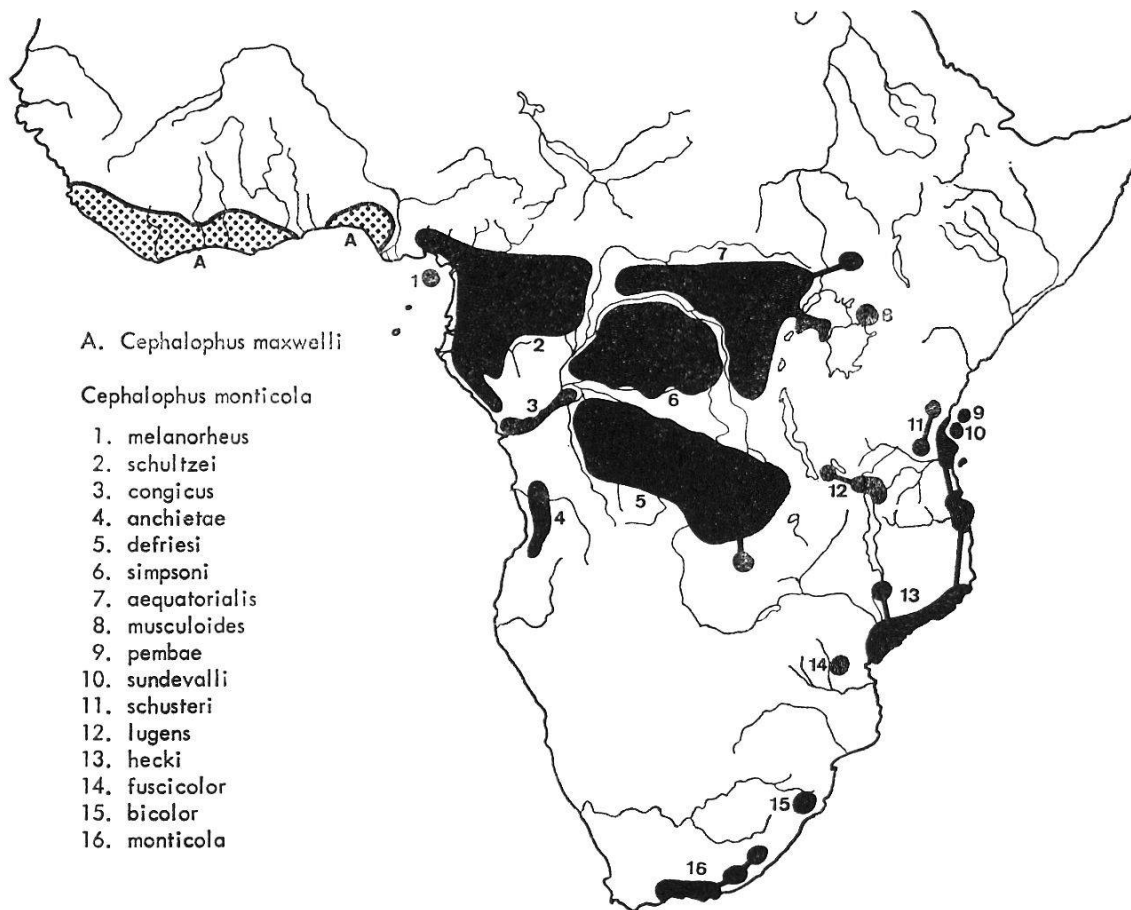 A
A
7
1
8
2
6
3
9
10
11
12
5
4
13
14
15
16
A. Cephalophus maxwelli
Cephalophus monticola
1. melanorheus
2. schultzei
3. congicus
4. anchietae
5. defriesi
6. simpsoni
7. aequatorialis
8. musculoides
9. pembae
10. sundevalli
11. schusteri
12. lugens
13. hecki
14. fuscicolor
15. bicolor
16. monticola